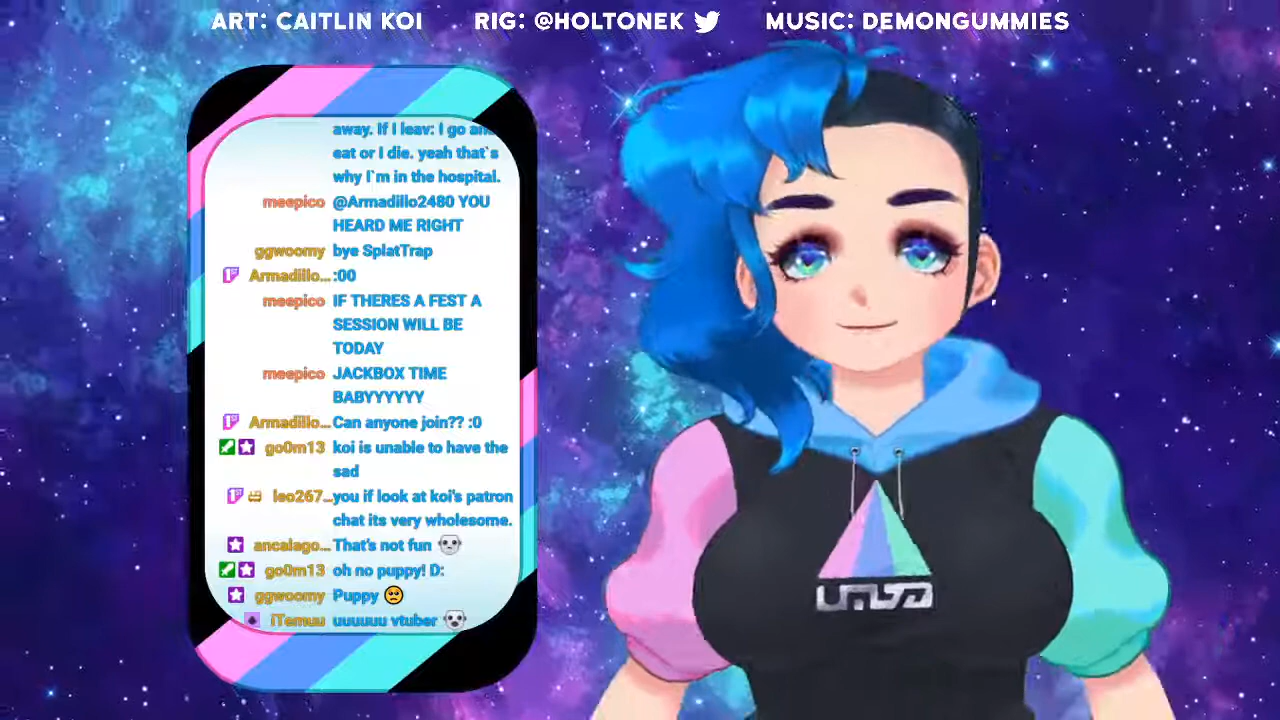 ART: CAITLIN KOI RIG: @HOLTONEK MUSIC: DEMONGUMMIES
away. If I leav: I go and
eat or I die. yeah that`s
why I`m in the hospital.
meepico @Armadillo2480 YOU
HEARD ME RIGHT
ggwoomy bye SplatTrap
Armadillo... :00
meepico IF THERES A FEST A
SESSION WILL BE
TODAY
meepico JACKBOX TIME
BABYYYYYY
Armadillo... Can anyone join?? :0
go0m13 koi is unable to have the
sad
leo267... you if look at koi's patron
chat its very wholesome.
ancalago... That's not fun
go0m13 oh no puppy! D:
ggwoomy Puppy
iTemuu uuuuuu vtuber